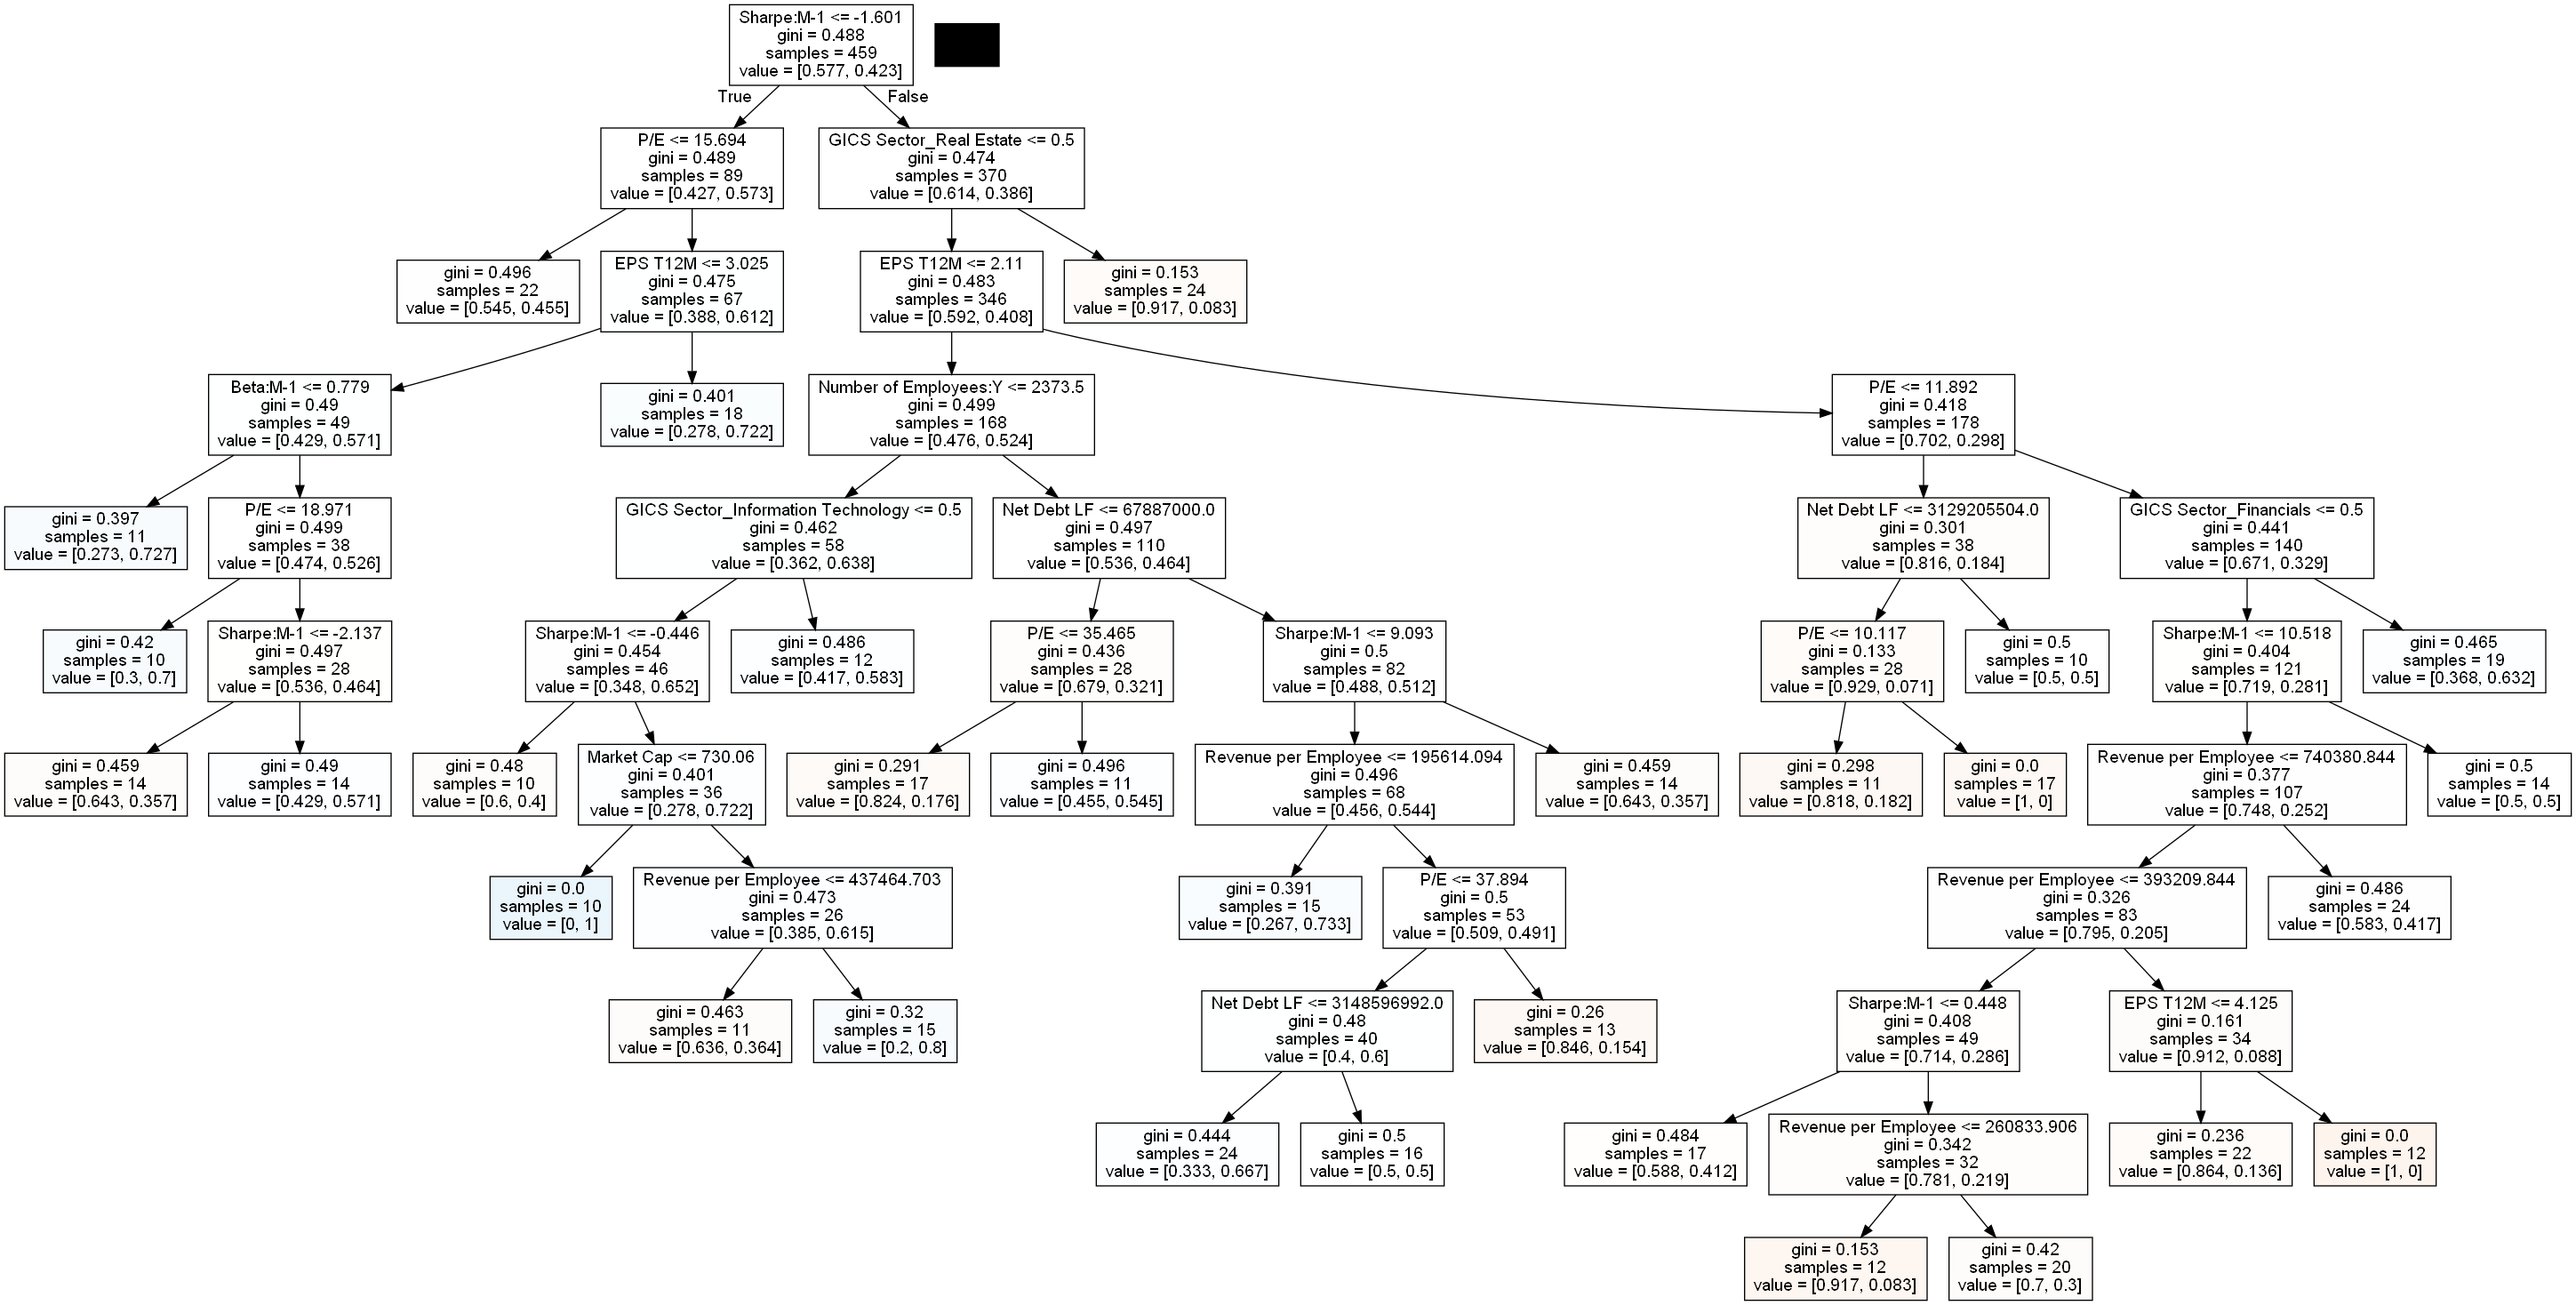 Sharpe:M-1 <= -1.601
gini = 0.488
samples = 459
value = [0.577, 0.423]
True
False
P/E <= 15.694
gini = 0.489
samples = 89
value = [0.427, 0.573]
GICS Sector_Real Estate <= 0.5
gini = 0.474
samples = 370
value = [0.614, 0.386]
gini = 0.496
samples = 22
value = [0.545, 0.455]
EPS T12M <= 3.025
gini = 0.475
samples = 67
value = [0.388, 0.612]
EPS T12M <= 2.11
gini = 0.483
samples = 346
value = [0.592, 0.408]
gini = 0.153
samples = 24
value = [0.917, 0.083]
Beta:M-1 <= 0.779
gini = 0.49
samples = 49
value = [0.429, 0.571]
gini = 0.401
samples = 18
value = [0.278, 0.722]
Number of Employees:Y <= 2373.5
gini = 0.499
samples = 168
value = [0.476, 0.524]
P/E <= 11.892
gini = 0.418
samples = 178
value = [0.702, 0.298]
gini = 0.397
samples = 11
value = [0.273, 0.727]
P/E <= 18.971
gini = 0.499
samples = 38
value = [0.474, 0.526]
GICS Sector_Information Technology <= 0.5
gini = 0.462
samples = 58
value = [0.362, 0.638]
Net Debt LF <= 67887000.0
gini = 0.497
samples = 110
value = [0.536, 0.464]
Net Debt LF <= 3129205504.0
gini = 0.301
samples = 38
value = [0.816, 0.184]
GICS Sector_Financials <= 0.5
gini = 0.441
samples = 140
value = [0.671, 0.329]
gini = 0.42
samples = 10
value = [0.3, 0.7]
Sharpe:M-1 <= -2.137
gini = 0.497
samples = 28
value = [0.536, 0.464]
Sharpe:M-1 <= -0.446
gini = 0.454
samples = 46
value = [0.348, 0.652]
gini = 0.486
samples = 12
value = [0.417, 0.583]
P/E <= 35.465
gini = 0.436
samples = 28
value = [0.679, 0.321]
Sharpe:M-1 <= 9.093
gini = 0.5
samples = 82
value = [0.488, 0.512]
P/E <= 10.117
gini = 0.133
samples = 28
value = [0.929, 0.071]
gini = 0.5
samples = 10
value = [0.5, 0.5]
Sharpe:M-1 <= 10.518
gini = 0.404
samples = 121
value = [0.719, 0.281]
gini = 0.465
samples = 19
value = [0.368, 0.632]
gini = 0.459
samples = 14
value = [0.643, 0.357]
gini = 0.49
samples = 14
value = [0.429, 0.571]
gini = 0.48
samples = 10
value = [0.6, 0.4]
Market Cap <= 730.06
gini = 0.401
samples = 36
value = [0.278, 0.722]
gini = 0.291
samples = 17
value = [0.824, 0.176]
gini = 0.496
samples = 11
value = [0.455, 0.545]
Revenue per Employee <= 195614.094
gini = 0.496
samples = 68
value = [0.456, 0.544]
gini = 0.459
samples = 14
value = [0.643, 0.357]
gini = 0.298
samples = 11
value = [0.818, 0.182]
gini = 0.0
samples = 17
value = [1, 0]
Revenue per Employee <= 740380.844
gini = 0.377
samples = 107
value = [0.748, 0.252]
gini = 0.5
samples = 14
value = [0.5, 0.5]
gini = 0.0
samples = 10
value = [0, 1]
Revenue per Employee <= 437464.703
gini = 0.473
samples = 26
value = [0.385, 0.615]
gini = 0.391
samples = 15
value = [0.267, 0.733]
P/E <= 37.894
gini = 0.5
samples = 53
value = [0.509, 0.491]
Revenue per Employee <= 393209.844
gini = 0.326
samples = 83
value = [0.795, 0.205]
gini = 0.486
samples = 24
value = [0.583, 0.417]
gini = 0.463
samples = 11
value = [0.636, 0.364]
gini = 0.32
samples = 15
value = [0.2, 0.8]
Net Debt LF <= 3148596992.0
gini = 0.48
samples = 40
value = [0.4, 0.6]
gini = 0.26
samples = 13
value = [0.846, 0.154]
Sharpe:M-1 <= 0.448
gini = 0.408
samples = 49
value = [0.714, 0.286]
EPS T12M <= 4.125
gini = 0.161
samples = 34
value = [0.912, 0.088]
gini = 0.444
samples = 24
value = [0.333, 0.667]
gini = 0.5
samples = 16
value = [0.5, 0.5]
gini = 0.484
samples = 17
value = [0.588, 0.412]
Revenue per Employee <= 260833.906
gini = 0.342
samples = 32
value = [0.781, 0.219]
gini = 0.236
samples = 22
value = [0.864, 0.136]
gini = 0.0
samples = 12
value = [1, 0]
gini = 0.153
samples = 12
value = [0.917, 0.083]
gini = 0.42
samples = 20
value = [0.7, 0.3]